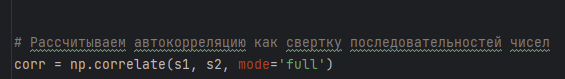 # Рассчитываем автокорреляцию как свертку последовательностей чисел
corr = np.correlate(s1, s2, mode='full')